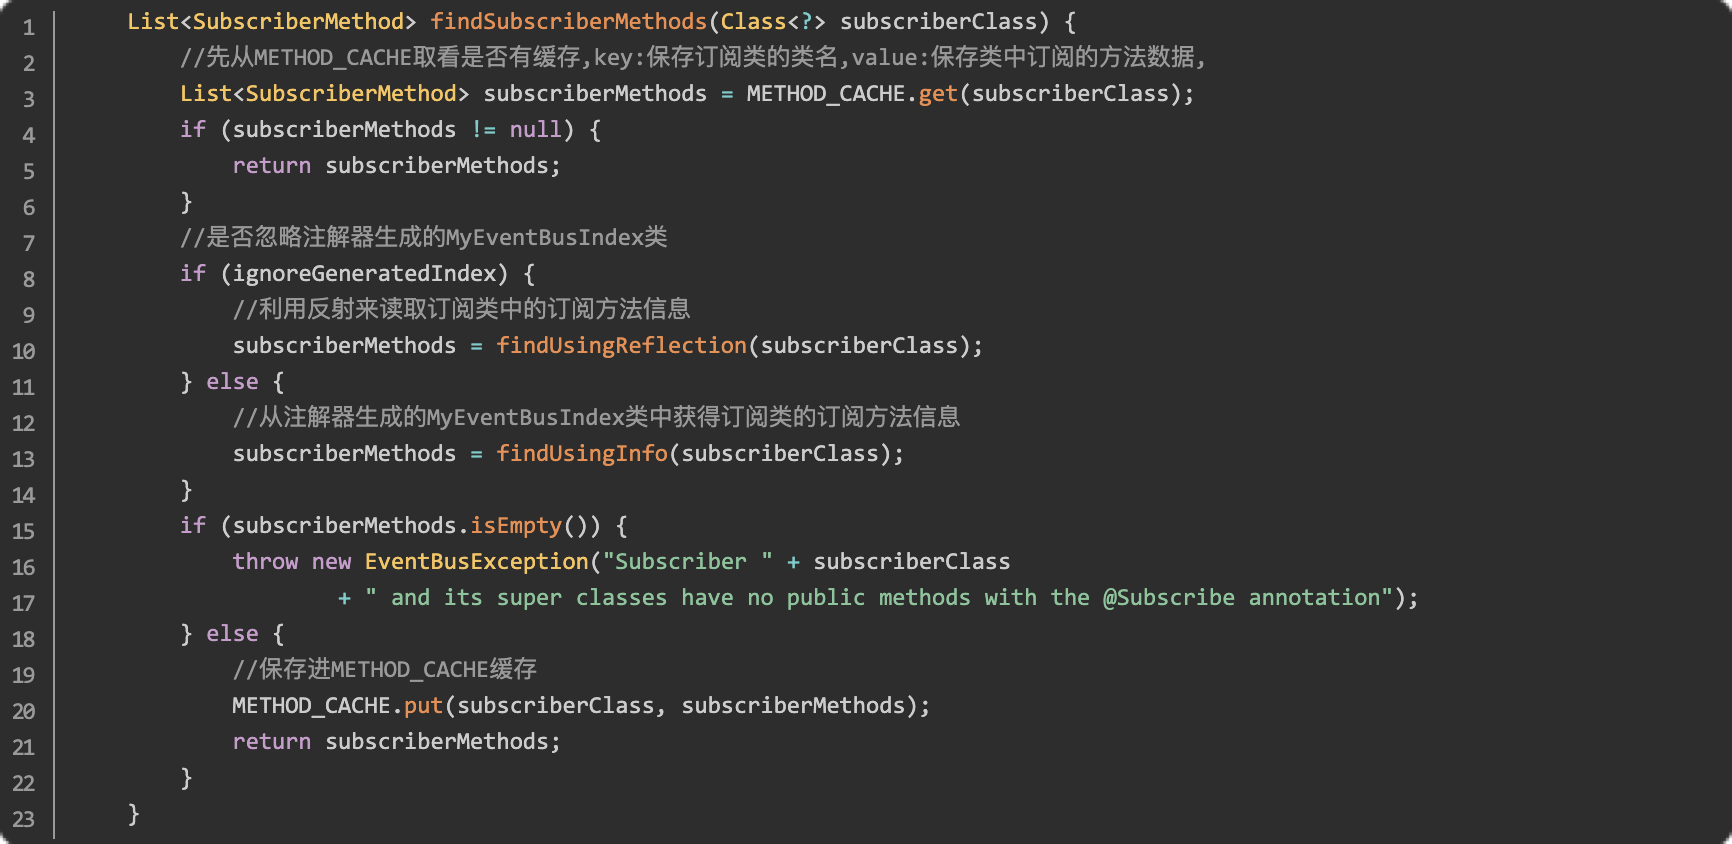 1 List<SubscriberMethod> findSubscriberMethods(Class<?> subscriberClass) {
2 //先从METHOD_CACHE取看是否有缓存,key:保存订阅类的类名,value:保存类中订阅的方法数据,
3 List<SubscriberMethod> subscriberMethods = METHOD_CACHE.get(subscriberClass);
4 if (subscriberMethods != null) {
5 return subscriberMethods;
6 }
7 //是否忽略注解器生成的MyEventBusIndex类
8 if (ignoreGeneratedIndex) {
9 //利用反射来读取订阅类中的订阅方法信息
10 subscriberMethods = findUsingReflection(subscriberClass);
11 } else {
12 //从注解器生成的MyEventBusIndex类中获得订阅类的订阅方法信息
13 subscriberMethods = findUsingInfo(subscriberClass);
14 }
15 if (subscriberMethods.isEmpty()) {
16 throw new EventBusException("Subscriber " + subscriberClass
17 + " and its super classes have no public methods with the @Subscribe annotation");
18 } else {
19 //保存进METHOD_CACHE缓存
20 METHOD_CACHE.put(subscriberClass, subscriberMethods);
21 return subscriberMethods;
22 }
23 }